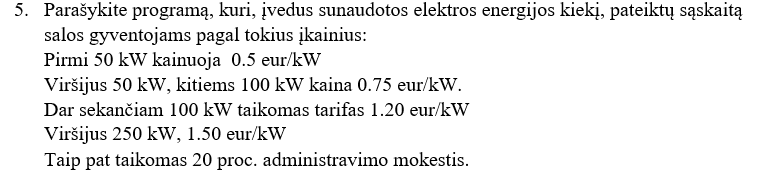 5. Parašykite programą, kuri, įvedus sunaudotos elektros energijos kiekį, pateiktų sąskaitą
salos gyventojams pagal tokius įkainius:
Pirmi 50 kW kainuoja 0.5 eur/kW
Viršijus 50 kW, kitiems 100 kW kaina 0.75 eur/kW.
Dar sekančiam 100 kW taikomas tarifas 1.20 eur/kW
Viršijus 250 kW, 1.50 eur/kW
Taip pat taikomas 20 proc. administravimo mokestis.